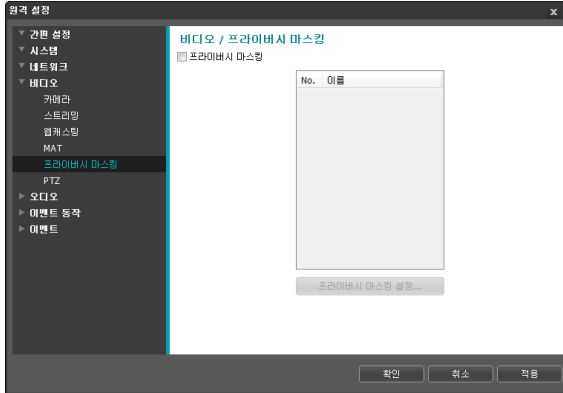 원격 설정
x
간편 설정
시스템
네트워크
비디오
카메라
스트리밍
웹캐스팅
MAT
프라이버시 마스킹
PTZ
오디오
이벤트 동작
이벤트
비디오 / 프라이버시 마스킹
프라이버시 마스킹
No. 이름
프라이버시 마스킹 설정...
확인 취소 적용